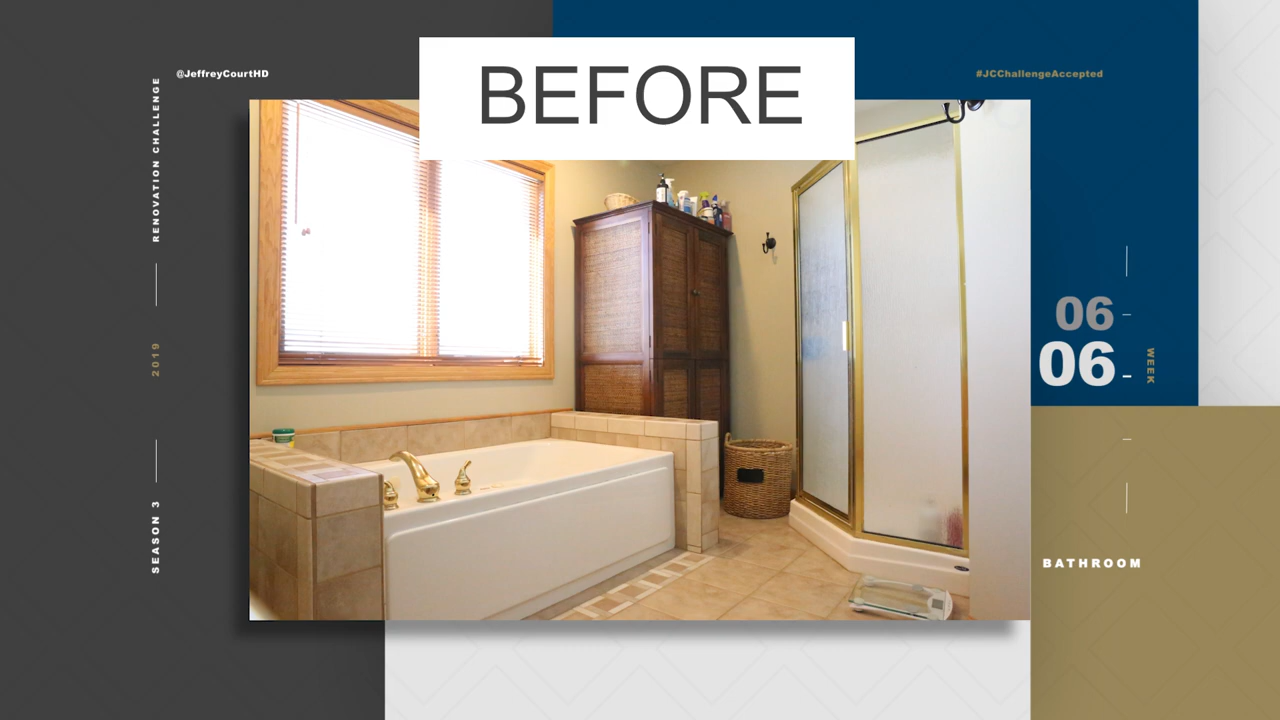 BEFORE
@JeffreyCourtHD
#JCChallengeAccepted
RENOVATION CHALLENGE
2019
SEASON 3
06
06
WEEK
BATHROOM